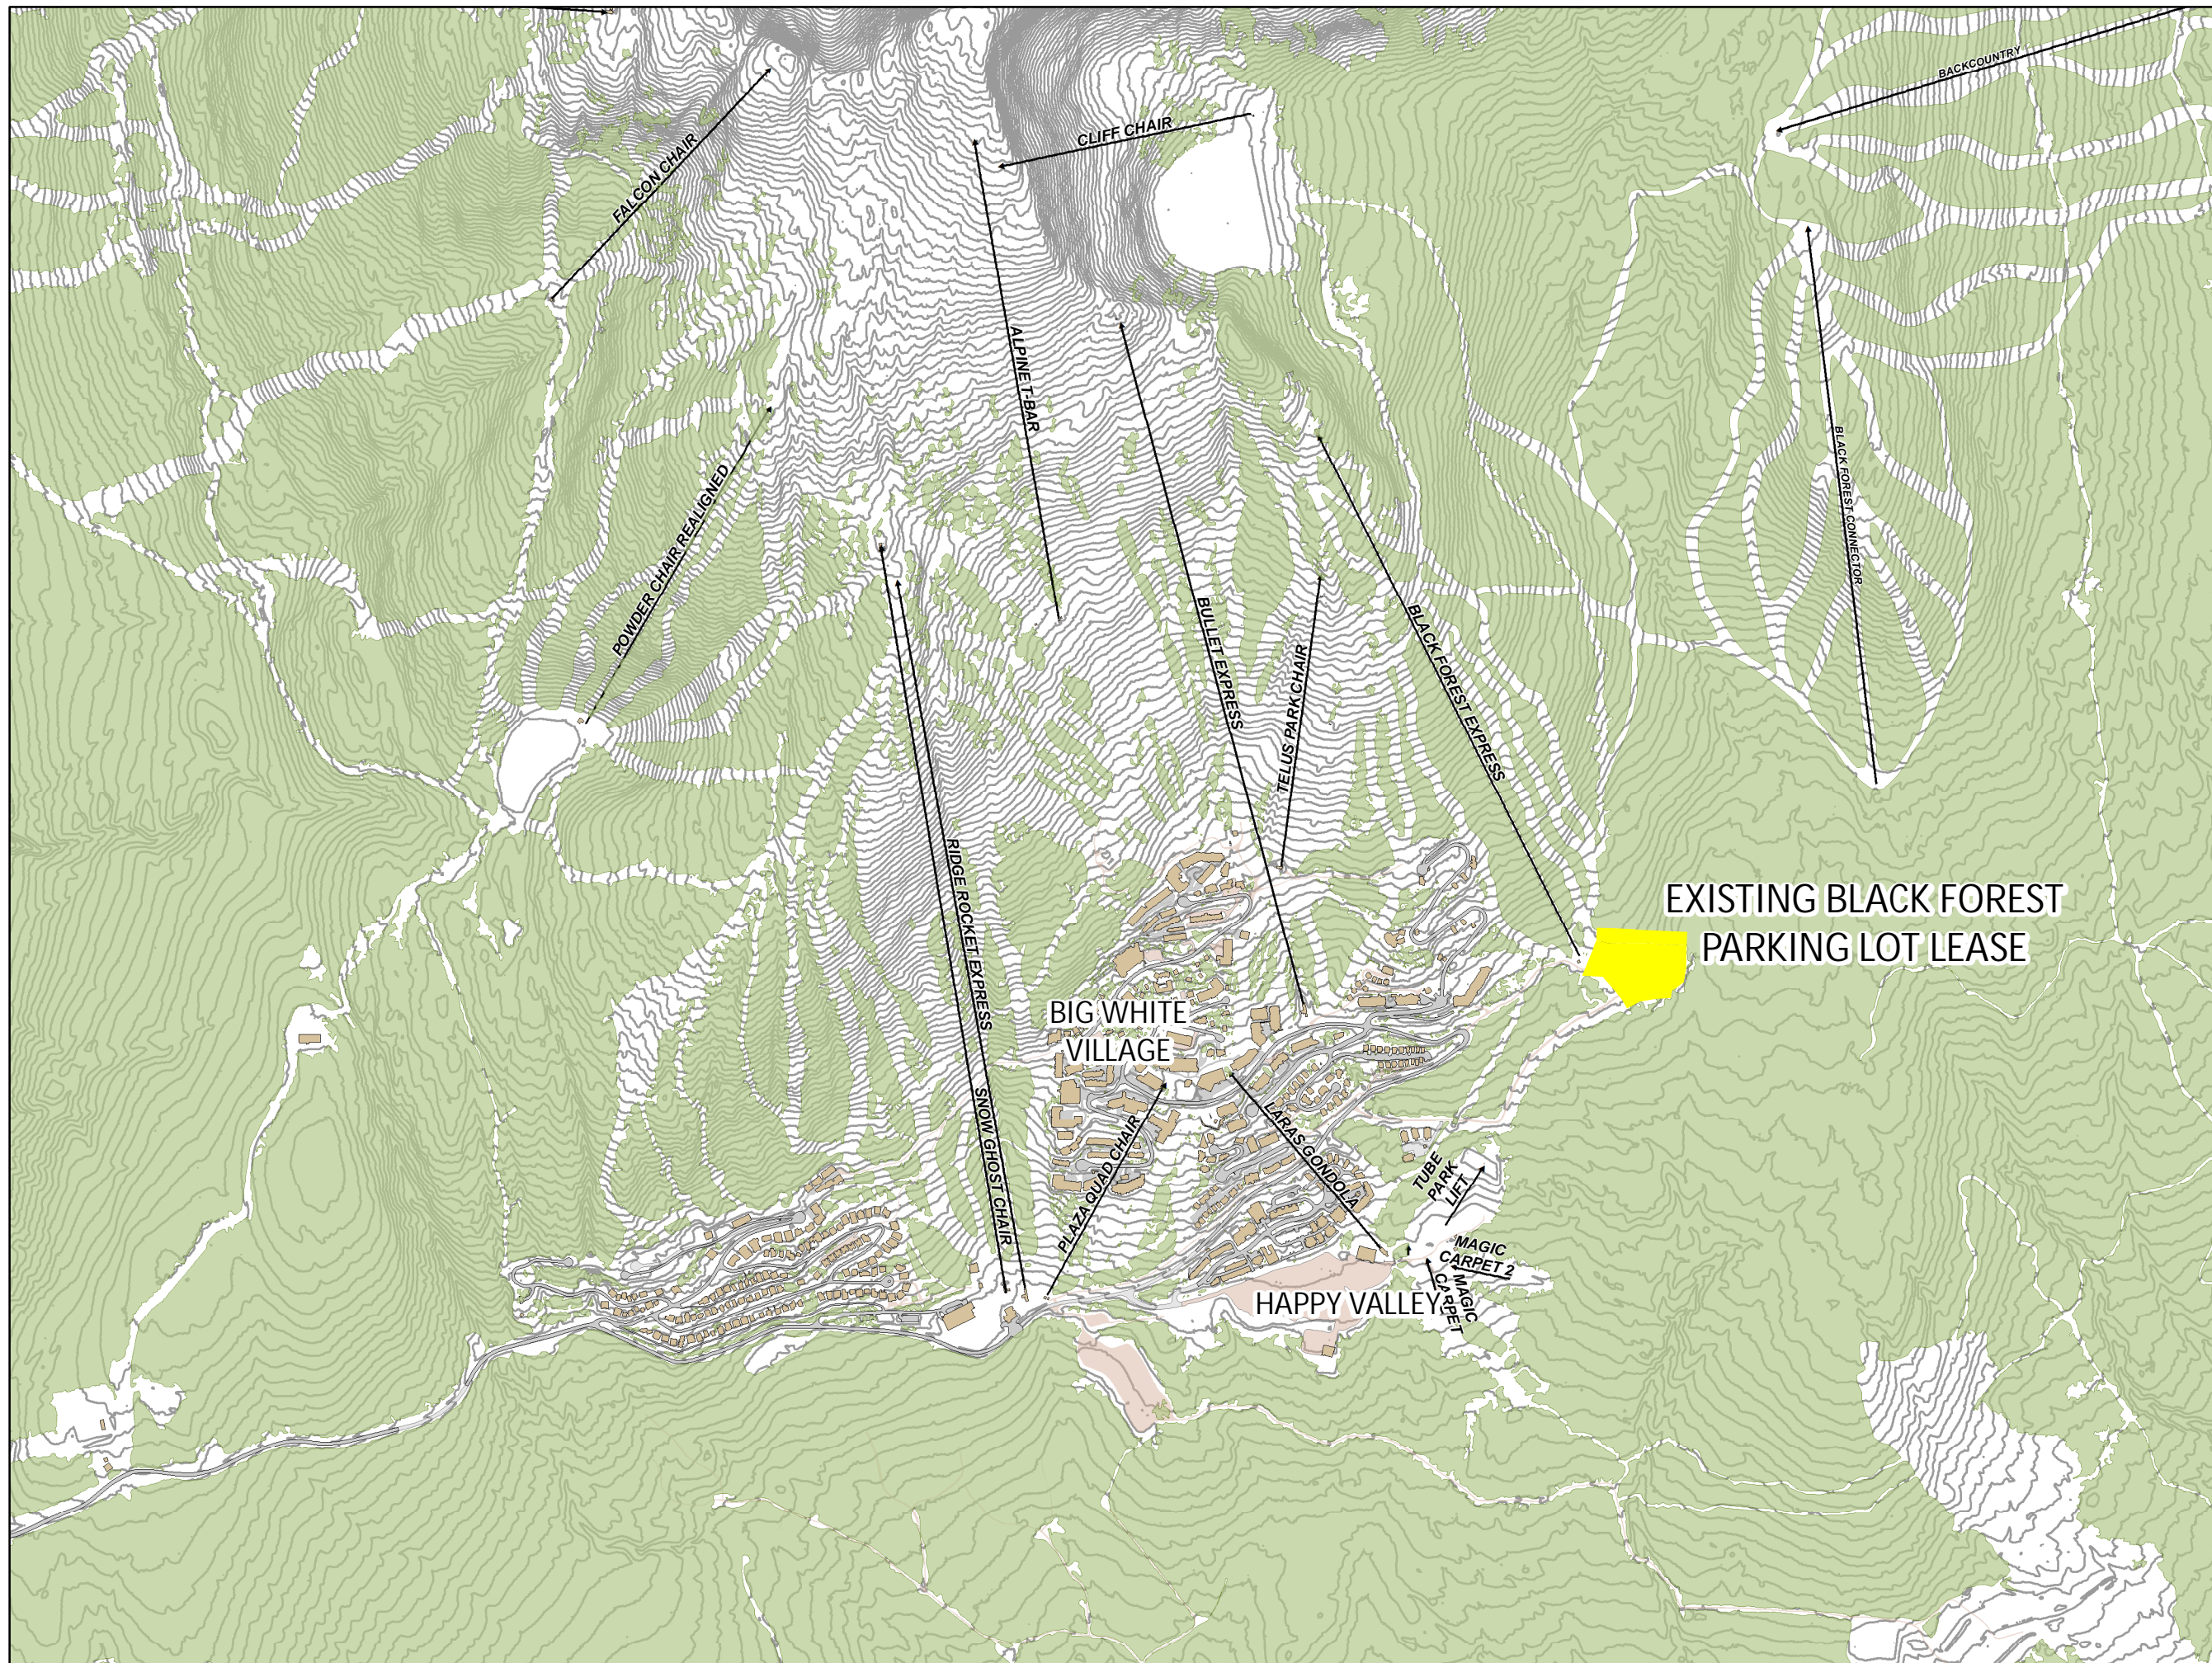 BACKCOUNTRY
CLIFF CHAIR
FALCON CHAIR
ALPINE T-BAR
POWDER CHAIR REALIGNED
BLACK FOREST CONNECTOR
BULLET EXPRESS
TELUS PARK CHAIR
BLACK FOREST EXPRESS
EXISTING BLACK FOREST
PARKING LOT LEASE
RIDGE ROCKET EXPRESS
BIG WHITE
VILLAGE
SNOW GHOST CHAIR
PLAZA QUAD CHAIR
LARAS GONDOLA
TUBE
PARK
LIFT
MAGIC
CARPET 2
MAGIC
CARPET
HAPPY VALLEY